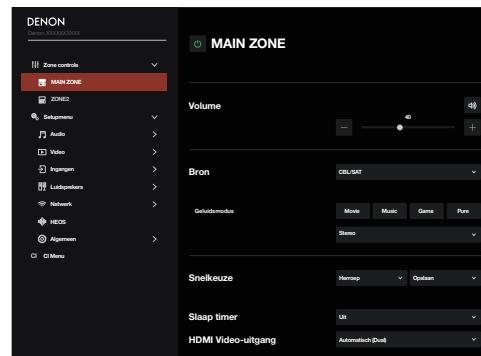 DENON
Denon XXXXXXXXXX
Zone controle
MAIN ZONE
ZONE2
Setupmenu
Audio
Video
Ingangen
Luidsprekers
Netwerk
HEOS
Algemeen
CI CI Menu
MAIN ZONE
Volume
40
Bron
CBL/SAT
Geluidsmodus
Movie Music Game Pure
Stereo
Snelkeuze
Herroep Opslaan
Slaap timer
Uit
HDMI Video-uitgang
Automatisch (Dual)